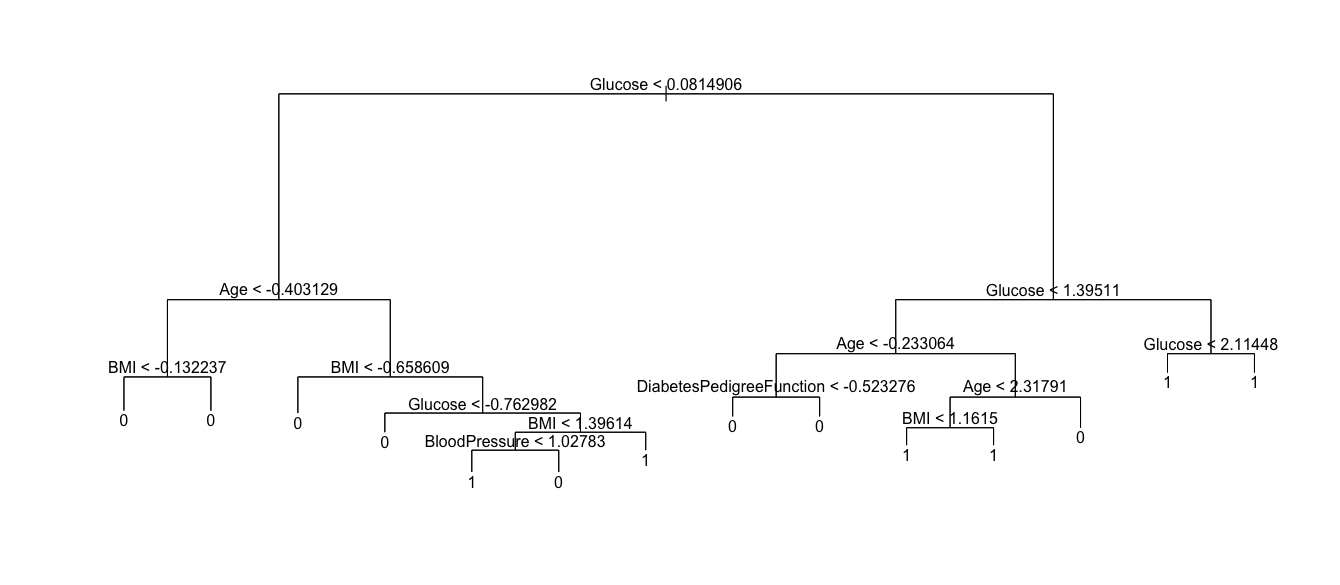 Glucose < 0.0814906
Age < -0.403129
Glucose < 1.39511
Age < -0.233064
Glucose < 2.11448
BMI < -0.132237
BMI < -0.658609
1
1
DiabetesPedigreeFunction < -0.523276
Age < 2.31791
Glucose < -0.762982
0
0
0
BMI < 1.39614
BMI < 1.1615
0
0
0
0
BloodPressure < 1.02783
1
1
1
1
0